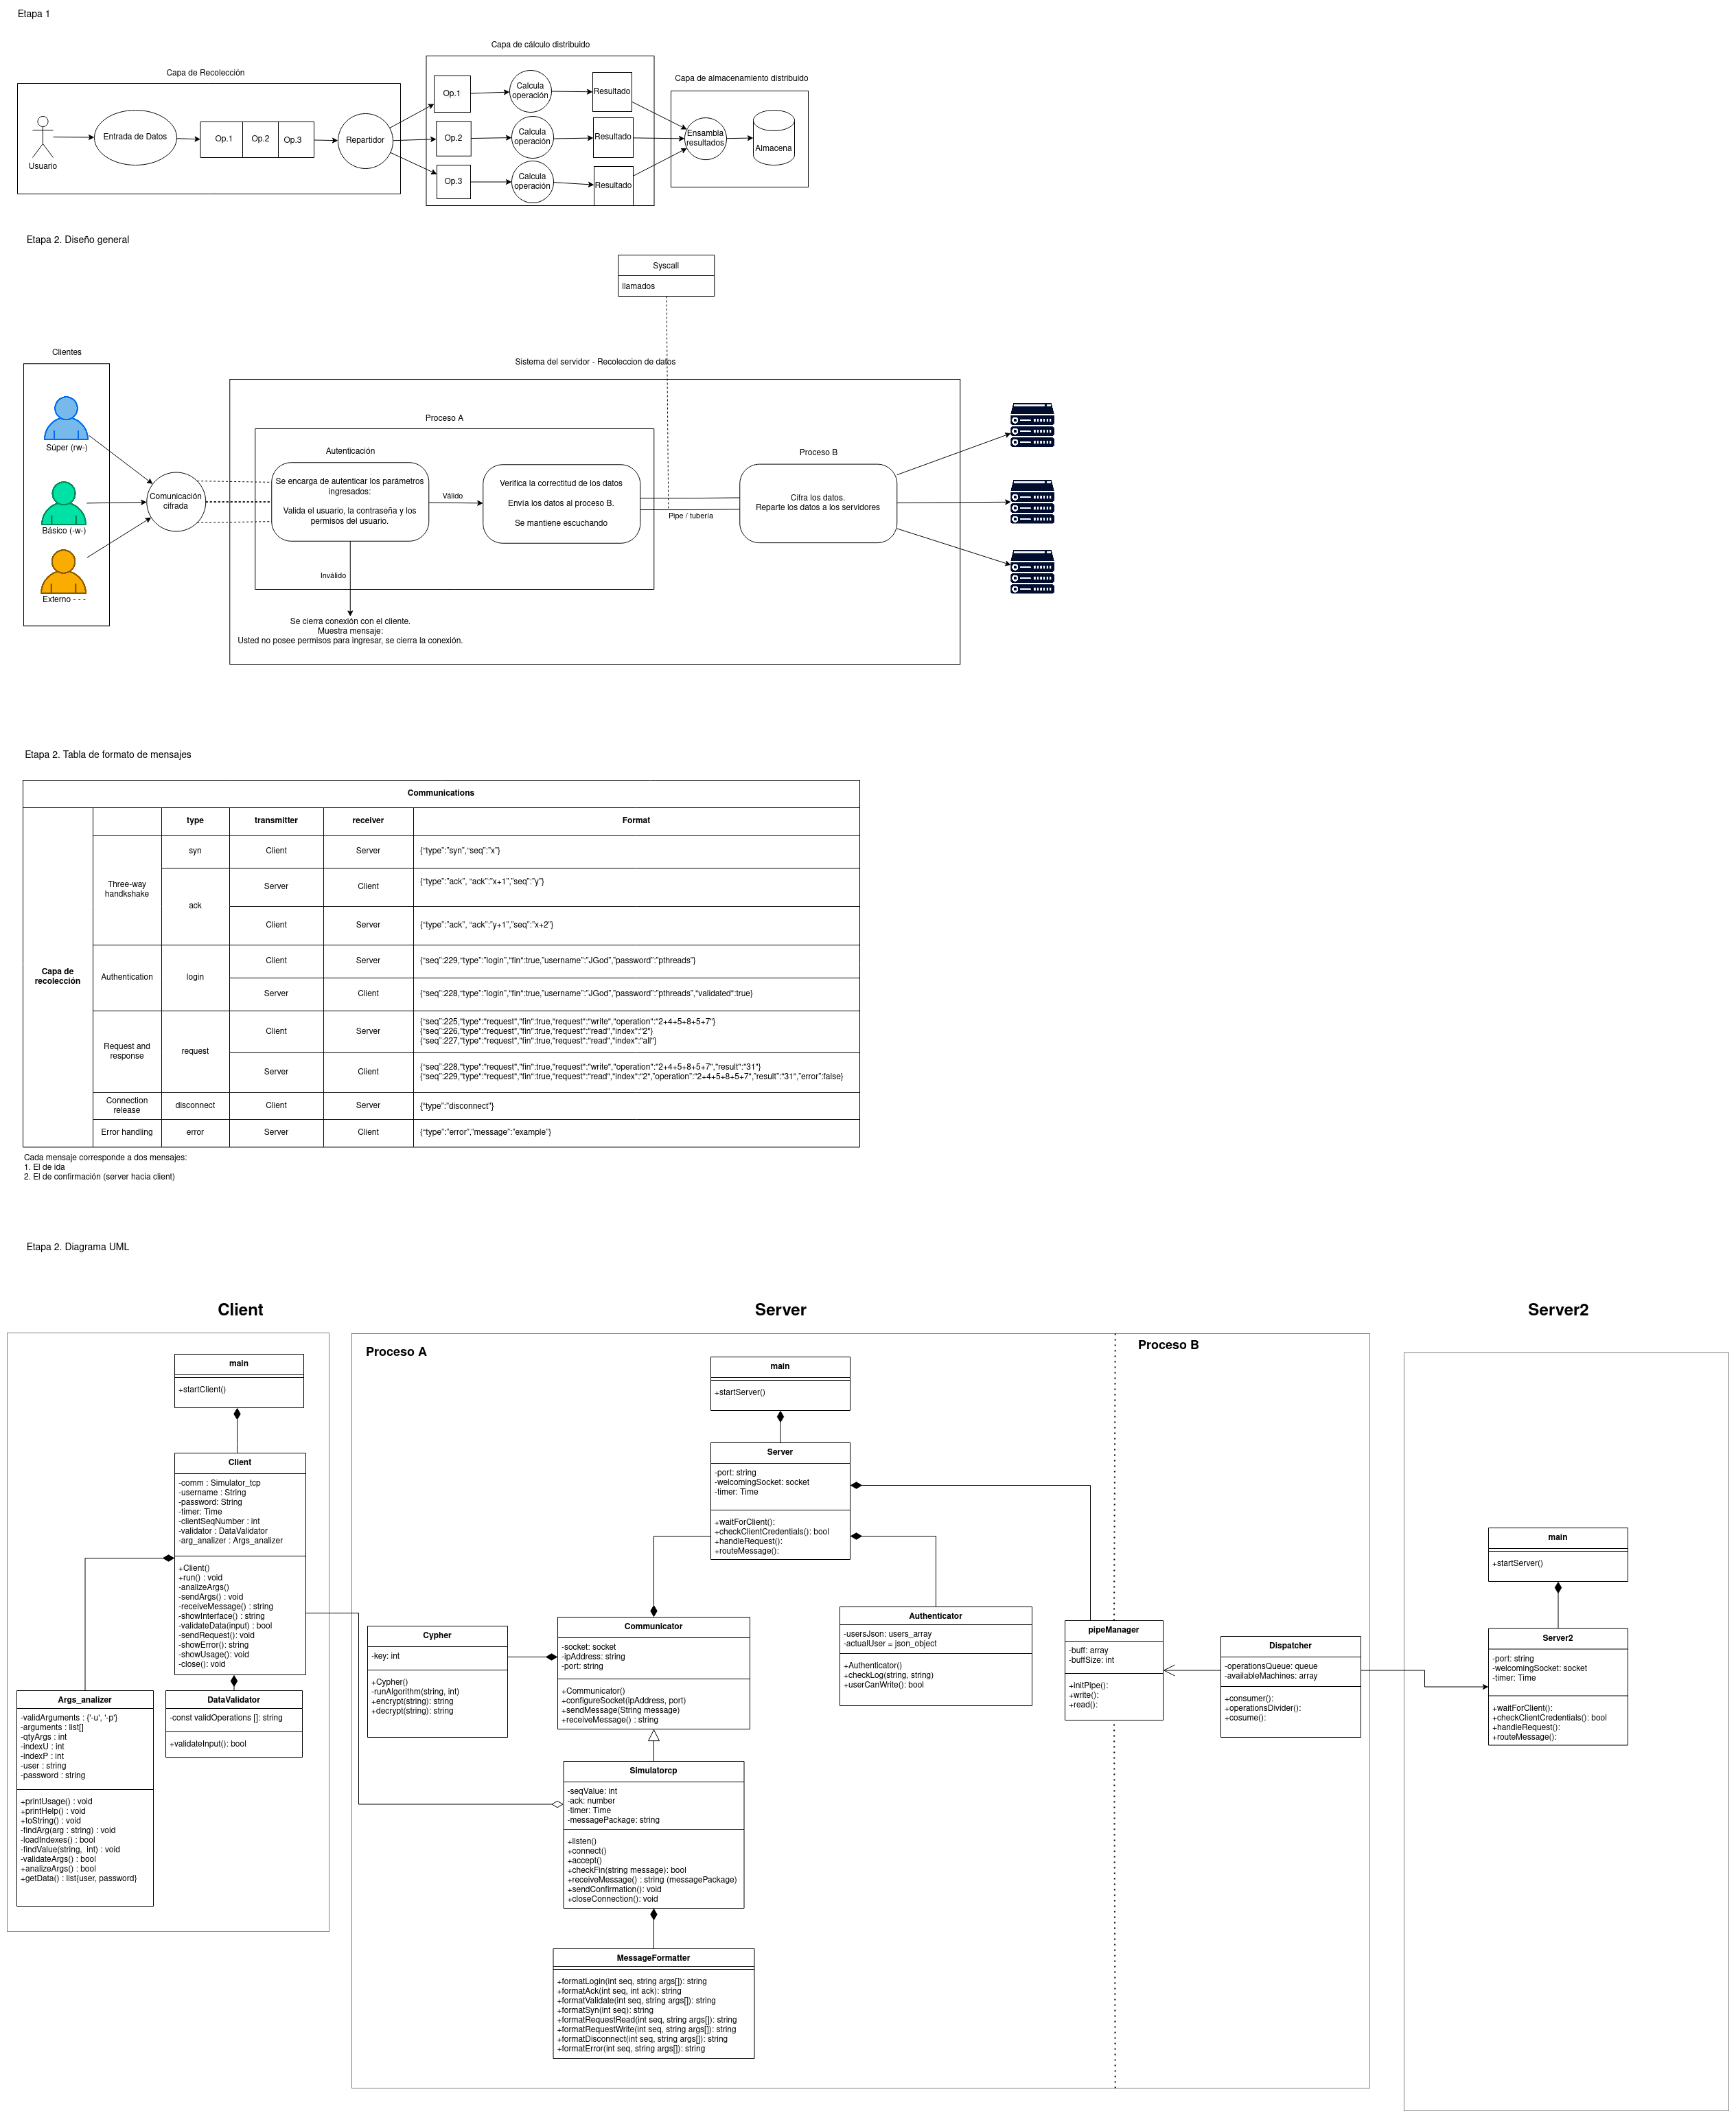 Etapa 1
Capa de cálculo distribuido
Capa de Recolección
Capa de almacenamiento distribuido
Usuario
Entrada de Datos
Op.1
Op.2
Op.3
Repartidor
Op.1
Calcula
operación
Resultado
Op.2
Calcula
operación
Resultado
Op.3
Calcula
operación
Resultado
Ensambla
resultados
Almacena
Etapa 2. Diseño general
Syscall
llamados
Clientes
Sistema del servidor - Recoleccion de datos
Súper (rw-)
Básico (-w-)
Externo - - -
Comunicación
cifrada
Proceso A
Autenticación
Se encarga de autenticar los parámetros
ingresados:
Valida el usuario, la contraseña y los
permisos del usuario.
Válido
Verifica la correctitud de los datos
Envía los datos al proceso B.
Se mantiene escuchando
Pipe / tubería
Proceso B
Cifra los datos.
Reparte los datos a los servidores
Inválido
Se cierra conexión con el cliente.
Muestra mensaje:
Usted no posee permisos para ingresar, se cierra la conexión.
Etapa 2. Tabla de formato de mensajes
Communications
type
transmitter
receiver
Format
Capa de
recolección
Three-way
handkshake
syn
Client
Server
{“type”:”syn”,“seq”:”x”}
ack
Server
Client
{“type”:”ack”, “ack”:”x+1”,”seq”:”y”}
Client
Server
{“type”:”ack”, “ack”:”y+1”,”seq”:”x+2”}
Authentication
login
Client
Server
{“seq”:229,“type”:”login”,“fin“:true,”username”:”JGod”,”password”:”pthreads”}
Server
Client
{“seq”:228,“type”:”login”,“fin“:true,”username”:”JGod”,”password”:”pthreads”,“validated“:true}
Request and
response
request
Client
Server
{“seq”:225,“type“:“request“,“fin“:true,“request“:“write“,“operation“:“2+4+5+8+5+7“}
{“seq”:226,“type“:“request“,“fin“:true,“request“:“read“,“index“:“2“}
{“seq”:227,“type“:“request“,“fin“:true,“request“:“read“,“index“:“all“}
Server
Client
{“seq”:228,“type“:“request“,“fin“:true,“request“:“write“,“operation“:“2+4+5+8+5+7“,“result“:“31“}
{“seq”:229,“type“:“request“,“fin“:true,“request“:“read“,“index“:“2“,”operation“:“2+4+5+8+5+7“,”result“:“31“,”error“:false}
Connection
release
disconnect
Client
Server
{“type”:”disconnect”}
Error handling
error
Server
Client
{“type”:”error”,”message”:”example”}
Cada mensaje corresponde a dos mensajes:
1. El de ida
2. El de confirmación (server hacia client)
Etapa 2. Diagrama UML
Client
main
+startClient()
Client
-comm : Simulator_tcp
-username : String
-password: String
-timer: Time
-clientSeqNumber : int
-validator : DataValidator
-arg_analizer : Args_analizer
+Client()
+run() : void
-analizeArgs()
-sendArgs() : void
-receiveMessage() : string
-showInterface() : string
-validateData(input) : bool
-sendRequest(): void
-showError(): string
-showUsage(): void
-close(): void
Args_analizer
-validArguments : {'-u', '-p'}
-arguments : list[]
-qtyArgs : int
-indexU : int
-indexP : int
-user : string
-password : string
+printUsage() : void
+printHelp() : void
+toString() : void
-findArg(arg : string) : void
-loadIndexes() : bool
-findValue(string, int) : void
-validateArgs() : bool
+analizeArgs() : bool
+getData() : list{user, password}
DataValidator
-const validOperations []: string
+validateInput(): bool
Server
Proceso A
Proceso B
main
+startServer()
Server
-port: string
-welcomingSocket: socket
-timer: Time
+waitForClient():
+checkClientCredentials(): bool
+handleRequest():
+routeMessage():
Cypher
-key: int
+Cypher()
-runAlgorithm(string, int)
+encrypt(string): string
+decrypt(string): string
Communicator
-socket: socket
-ipAddress: string
-port: string
+Communicator()
+configureSocket(ipAddress, port)
+sendMessage(String message)
+receiveMessage() : string
Authenticator
-usersJson: users_array
-actualUser = json_object
+Authenticator()
+checkLog(string, string)
+userCanWrite(): bool
pipeManager
-buff: array
-buffSize: int
+initPipe():
+write():
+read():
Dispatcher
-operationsQueue: queue
-availableMachines: array
+consumer():
+operationsDivider():
+cosume():
Simulatorcp
-seqValue: int
-ack: number
-timer: Time
-messagePackage: string
+listen()
+connect()
+accept()
+checkFin(string message): bool
+receiveMessage() : string (messagePackage)
+sendConfirmation(): void
+closeConnection(): void
MessageFormatter
+formatLogin(int seq, string args[]): string
+formatAck(int seq, int ack): string
+formatValidate(int seq, string args[]): string
+formatSyn(int seq): string
+formatRequestRead(int seq, string args[]): string
+formatRequestWrite(int seq, string args[]): string
+formatDisconnect(int seq, string args[]): string
+formatError(int seq, string args[]): string
Server2
main
+startServer()
Server2
-port: string
-welcomingSocket: socket
-timer: Time
+waitForClient():
+checkClientCredentials(): bool
+handleRequest():
+routeMessage():